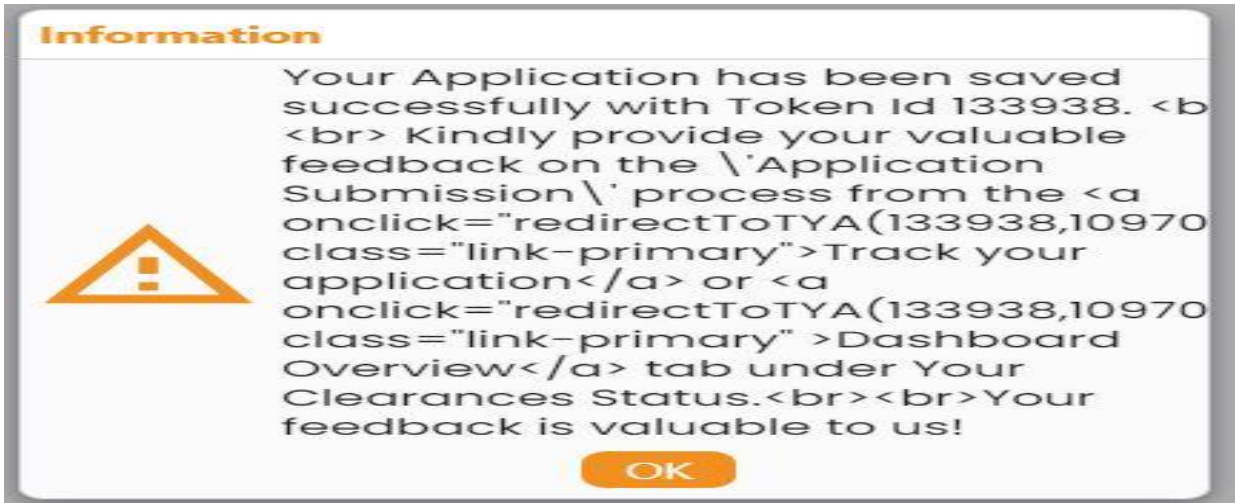 Information
Your Application has been saved
successfully with Token Id 133938. <b
<br> Kindly provide your valuable
feedback on the \'Application
Submission\' process from the <a
onclick="redirectToTYA(133938,10970
class="link-primary">Track your
application</a> or <a
onclick="redirectToTYA(133938,10970
class="link-primary" >Dashboard
Overview</a> tab under Your
Clearances Status.<br><br>Your
feedback is valuable to us!
OK